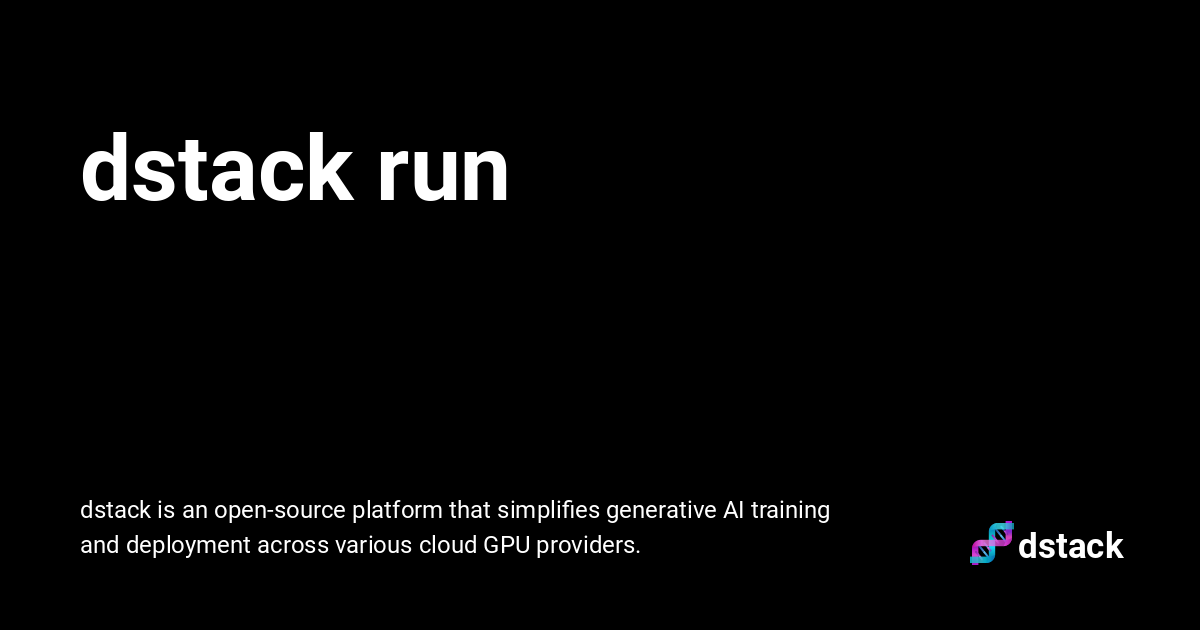 dstack run
dstack is an open-source platform that simplifies generative AI training
and deployment across various cloud GPU providers.
dstack